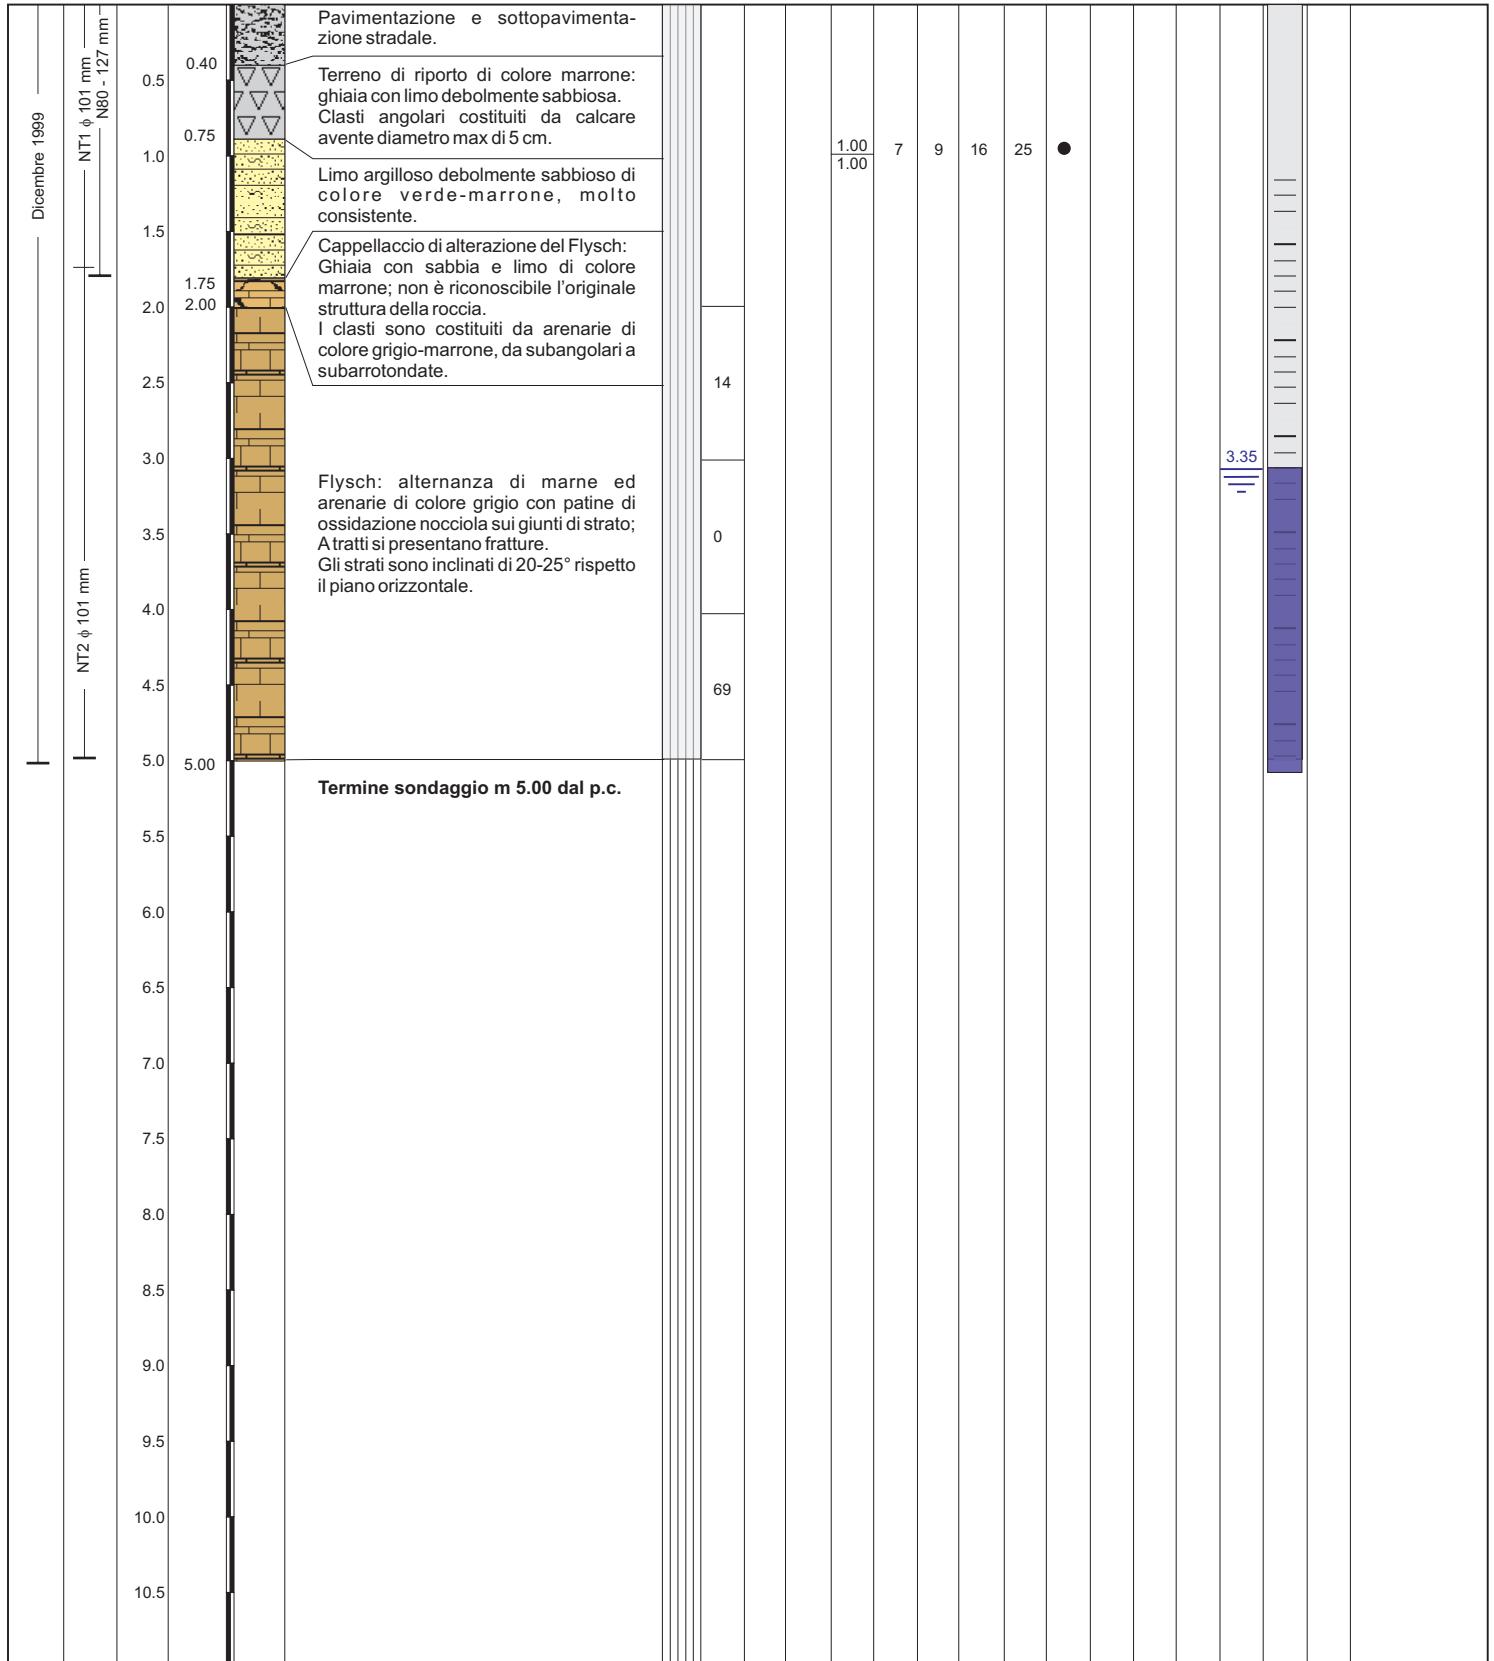 Dicembre 1999
NT1 ϕ 101 mm
N80 - 127 mm
NT2 ϕ 101 mm
0.5
1.0
1.5
2.0
2.5
3.0
3.5
4.0
4.5
5.0
5.5
6.0
6.5
7.0
7.5
8.0
8.5
9.0
9.5
10.0
10.5
0.40
0.75
1.75
2.00
5.00
Pavimentazione e sottopavimenta-
zione stradale.
Terreno di riporto di colore marrone:
ghiaia con limo debolmente sabbiosa.
Clasti angolari costituiti da calcare
avente diametro max di 5 cm.
Limo argilloso debolmente sabbioso di
colore verde-marrone, molto
consistente.
Cappellaccio di alterazione del Flysch:
Ghiaia con sabbia e limo di colore
marrone; non è riconoscibile l'originale
struttura della roccia.
I clasti sono costituiti da arenarie di
colore grigio-marrone, da subangolari a
subarrotondate.
Flysch: alternanza di marne ed
arenarie di colore grigio con patine di
ossidazione nocciola sui giunti di strato;
A tratti si presentano fratture.
Gli strati sono inclinati di 20-25° rispetto
il piano orizzontale.
Termine sondaggio m 5.00 dal p.c.
14
0
69
1.00
1.00
7 9 16 25
3.35